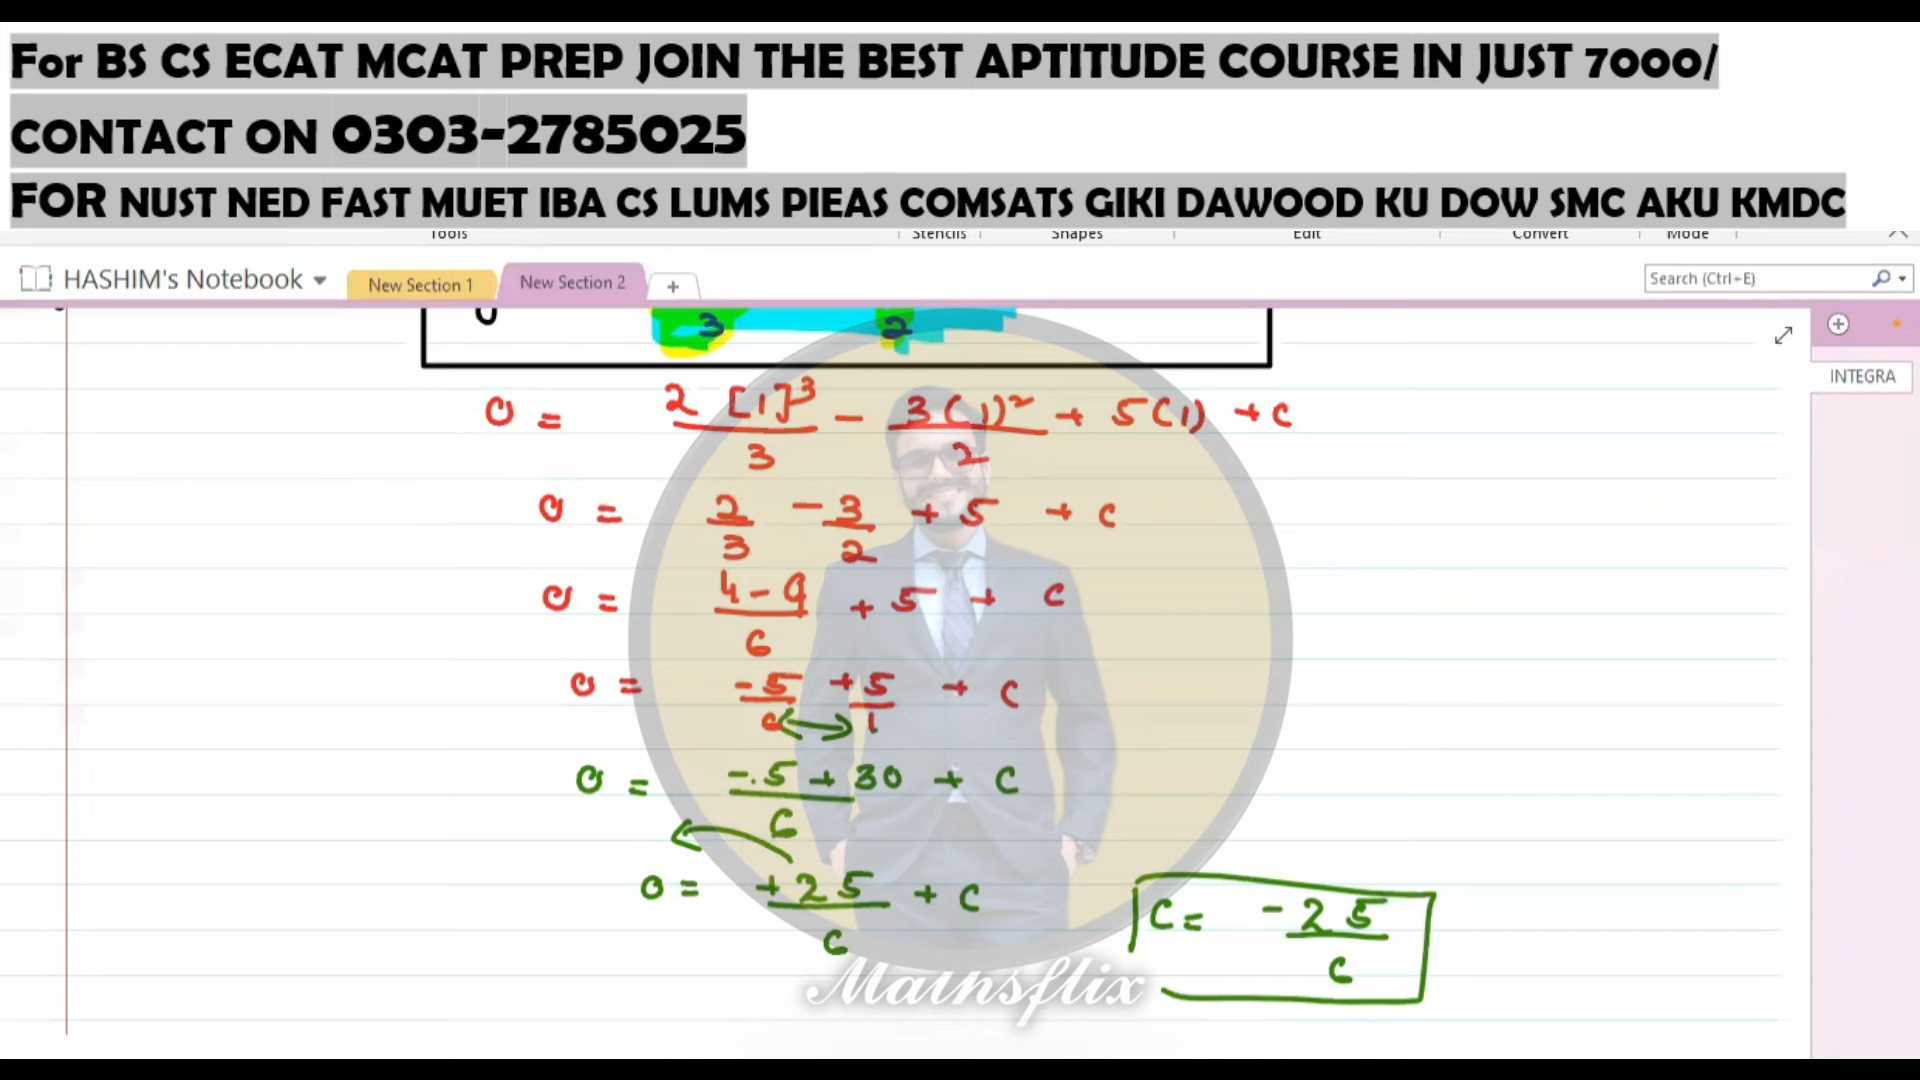 For BS CS ECAT MCAT PREP JOIN THE BEST APTITUDE COURSE IN JUST 7000/
CONTACT ON 0303-2785025
FOR NUST NED FAST MUET IBA CS LUMS PIEAS COMSATS GIKI DAWOOD KU DOW SMC AKU KMDC
Tools Stencils Shapes Edit Convert Mode
HASHIM's Notebook New Section 1 New Section 2 + Search (Ctrl+E)
3 2
INTEGRA
0 = 2[1]³/3 - 3(1)²/2 + 5(1) + c
0 = 2/3 - 3/2 + 5 + c
0 = 4-9/6 + 5 + c
0 = -5/6 + 5/1 + c
0 = -5+30/6 + c
0 = +25/6 + c
c = -25/6
Mathsflix